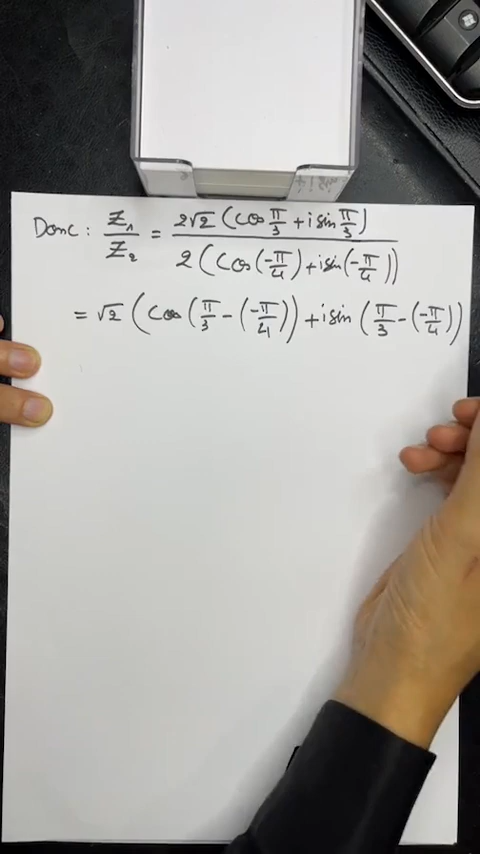 Donc : Z₁/Z₂ = 2√2 (cos π/3 + i sin π/3) / 2 (cos(-π/4) + i sin(-π/4))
= √2 (cos (π/3 - (-π/4)) + i sin (π/3 - (-π/4))